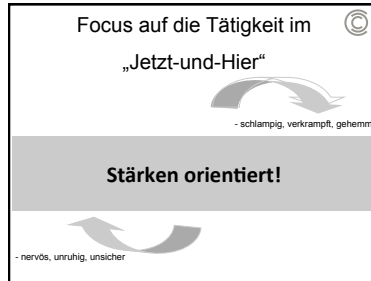 Focus auf die Tätigkeit im
„Jetzt-und-Hier“
- schlampig, verkrampft, gehemm
Stärken orientiert!
- nervös, unruhig, unsicher